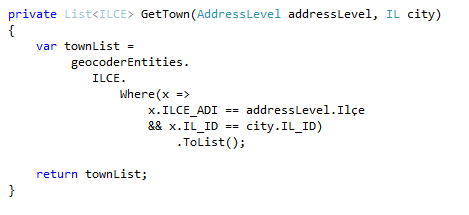 private List<ILCE> GetTown(AddressLevel addressLevel, IL city)
{
    var townList =
        geocoderEntities.
           ILCE.
               Where(x =>
                   x.ILCE_ADI == addressLevel.Ilçe
                   && x.IL_ID == city.IL_ID)
                       .ToList();

    return townList;
}